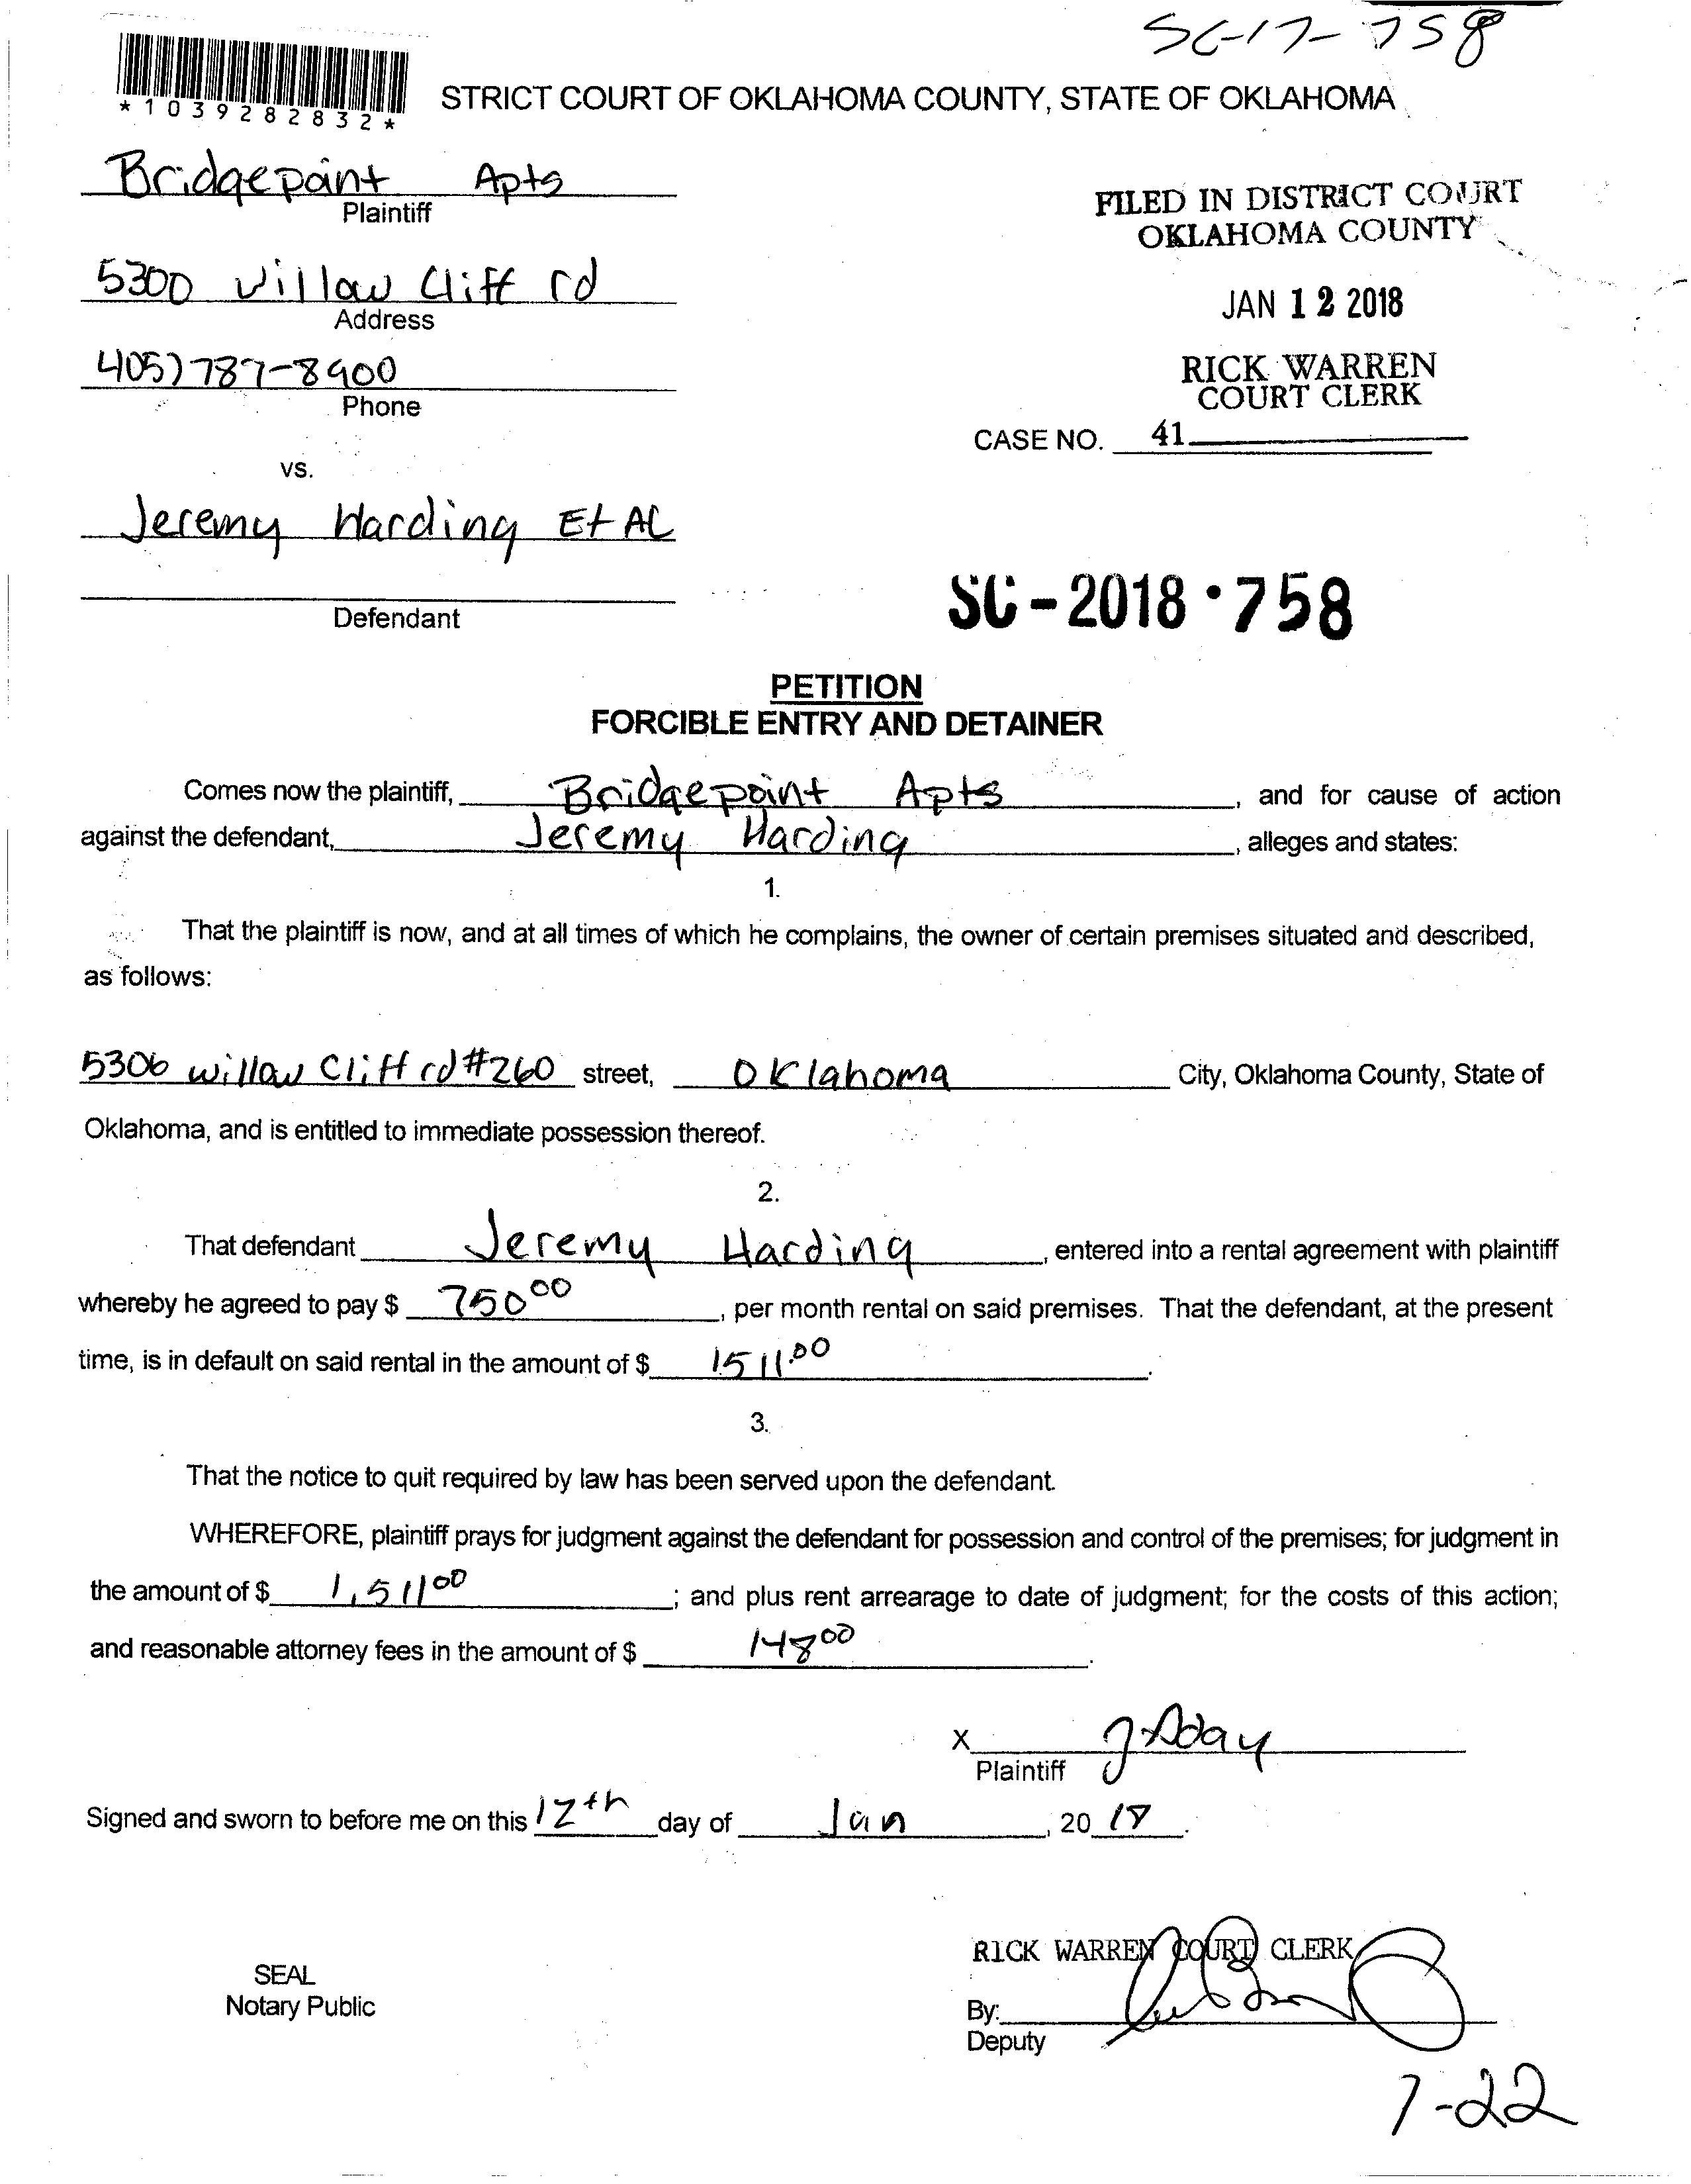 SC-17-758
*1039282832*
STRICT COURT OF OKLAHOMA COUNTY, STATE OF OKLAHOMA
Bridgepoint Apts
Plaintiff
FILED IN DISTRICT COURT
OKLAHOMA COUNTY
5300 Willow Cliff rd
Address
JAN 12 2018
405) 787-8900
Phone
RICK WARREN
COURT CLERK
CASE NO. 41
vs.
Jeremy Harding Et AL
Defendant
SC-2018·758
PETITION
FORCIBLE ENTRY AND DETAINER
Comes now the plaintiff, Bridgepoint Apts, and for cause of action
against the defendant, Jeremy Harding, alleges and states:
1.
That the plaintiff is now, and at all times of which he complains, the owner of certain premises situated and described,
as follows:
5306 Willow Cliff rd #260 street, Oklahoma City, Oklahoma County, State of
Oklahoma, and is entitled to immediate possession thereof.
2.
That defendant Jeremy Harding, entered into a rental agreement with plaintiff
whereby he agreed to pay $ 750 00, per month rental on said premises. That the defendant, at the present
time, is in default on said rental in the amount of $ 1511.00.
3.
That the notice to quit required by law has been served upon the defendant.
WHEREFORE, plaintiff prays for judgment against the defendant for possession and control of the premises; for judgment in
the amount of $ 1,511 00; and plus rent arrearage to date of judgment; for the costs of this action;
and reasonable attorney fees in the amount of $ 148 00.
X J Aday
Plaintiff
Signed and sworn to before me on this 12th day of Jan, 20 18.
RICK WARREN COURT CLERK
SEAL
Notary Public
By:
Deputy
1-22